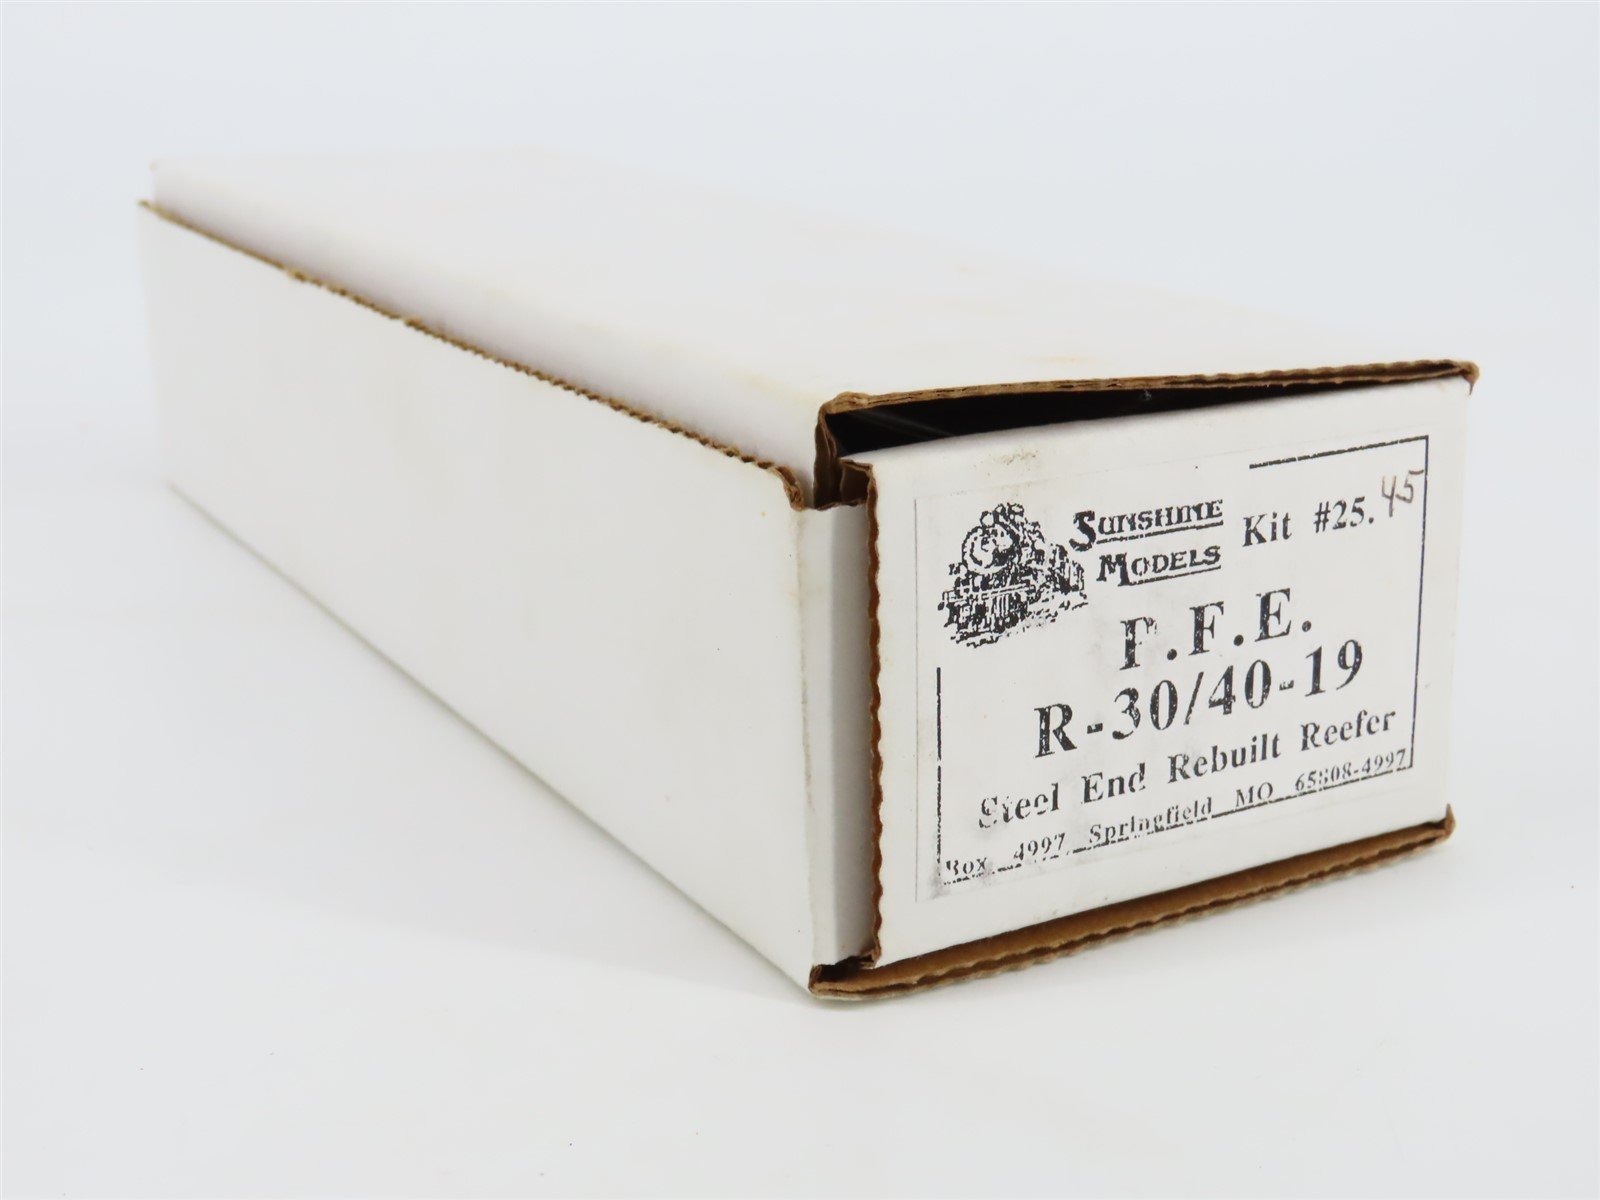 SUNSHINE
MODELS
Kit #25.45
P.F.E.
R-30/40-19
Steel End Rebuilt Reefer
Box 4997, Springfield MO 65808-4997